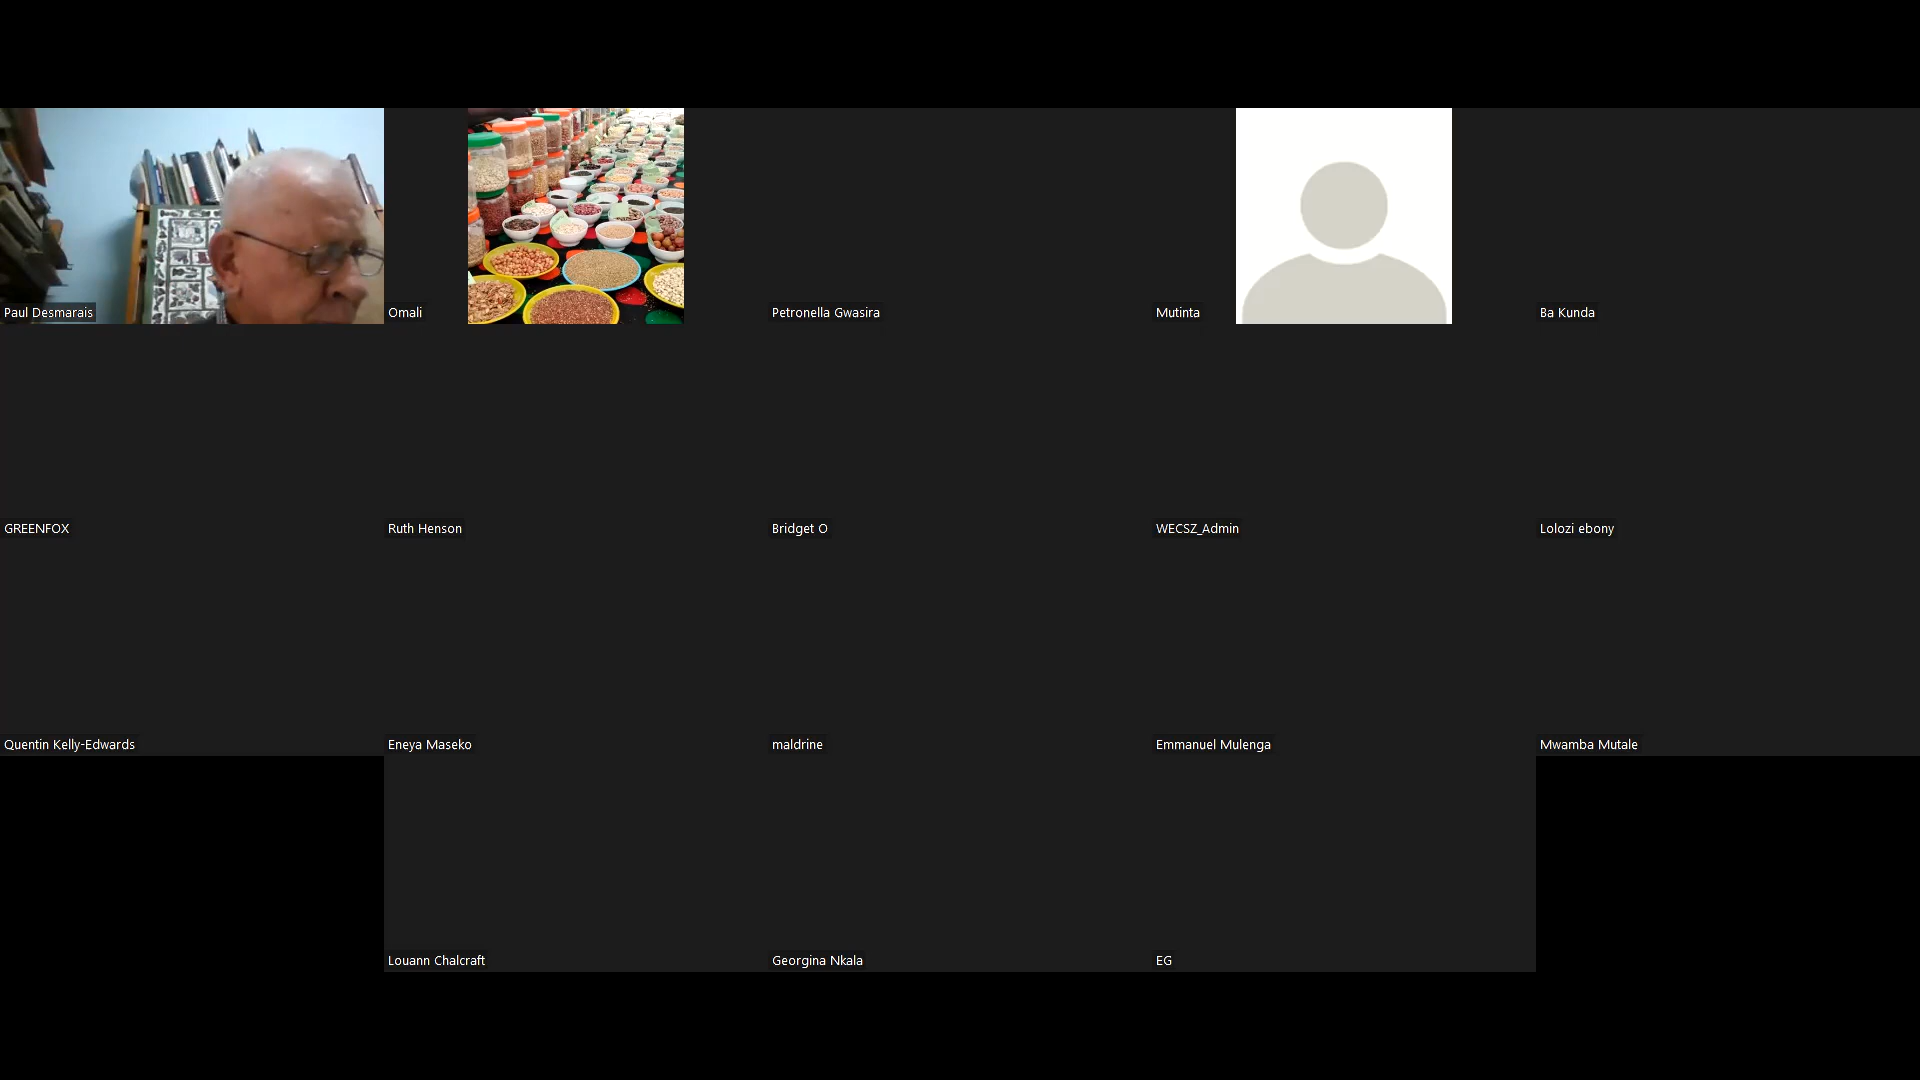 Paul Desmarais
Omali
Petronella Gwasira
Mutinta
Ba Kunda
GREENFOX
Ruth Henson
Bridget O
WECSZ_Admin
Lolozi ebony
Quentin Kelly-Edwards
Eneya Maseko
maldrine
Emmanuel Mulenga
Mwamba Mutale
Louann Chalcraft
Georgina Nkala
EG